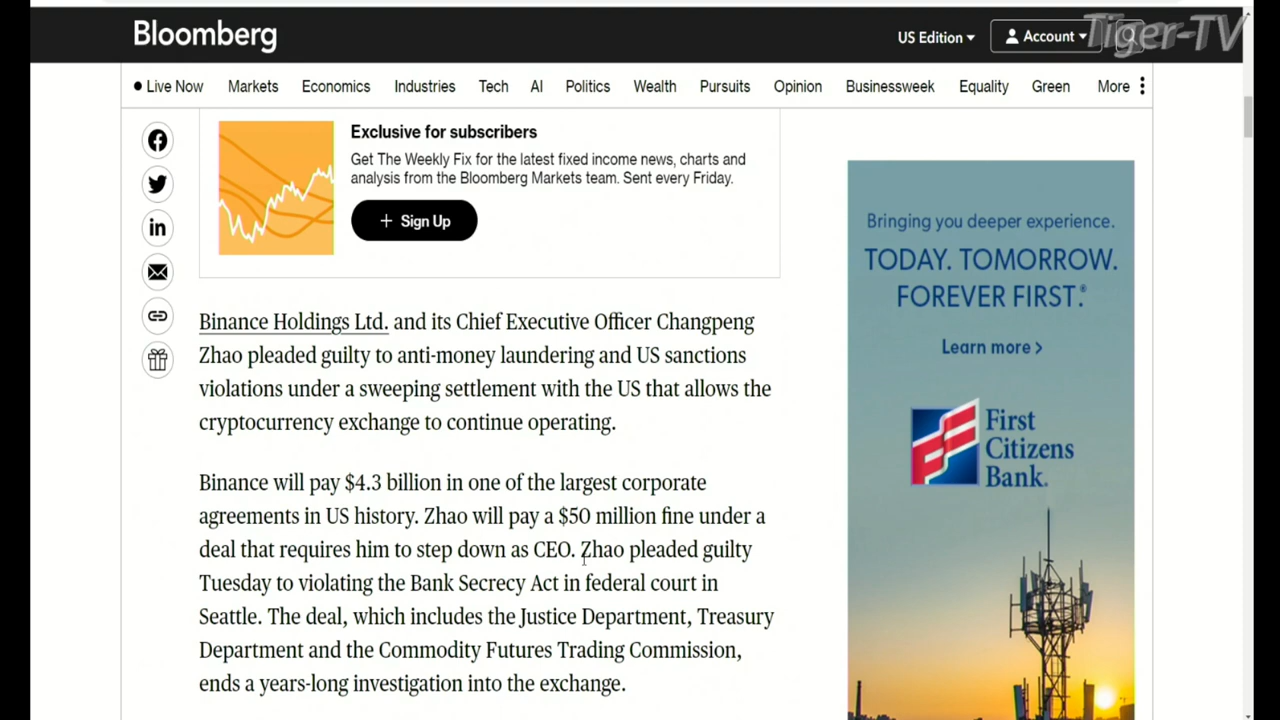 Bloomberg
US Edition
Account
Tiger-TV
Live Now Markets Economics Industries Tech AI Politics Wealth Pursuits Opinion Businessweek Equality Green More
Exclusive for subscribers
Get The Weekly Fix for the latest fixed income news, charts and
analysis from the Bloomberg Markets team. Sent every Friday.
+ Sign Up
Binance Holdings Ltd. and its Chief Executive Officer Changpeng
Zhao pleaded guilty to anti-money laundering and US sanctions
violations under a sweeping settlement with the US that allows the
cryptocurrency exchange to continue operating.
Binance will pay $4.3 billion in one of the largest corporate
agreements in US history. Zhao will pay a $50 million fine under a
deal that requires him to step down as CEO. Zhao pleaded guilty
Tuesday to violating the Bank Secrecy Act in federal court in
Seattle. The deal, which includes the Justice Department, Treasury
Department and the Commodity Futures Trading Commission,
ends a years-long investigation into the exchange.
Bringing you deeper experience.
TODAY. TOMORROW.
FOREVER FIRST.®
Learn more >
First
Citizens
Bank.